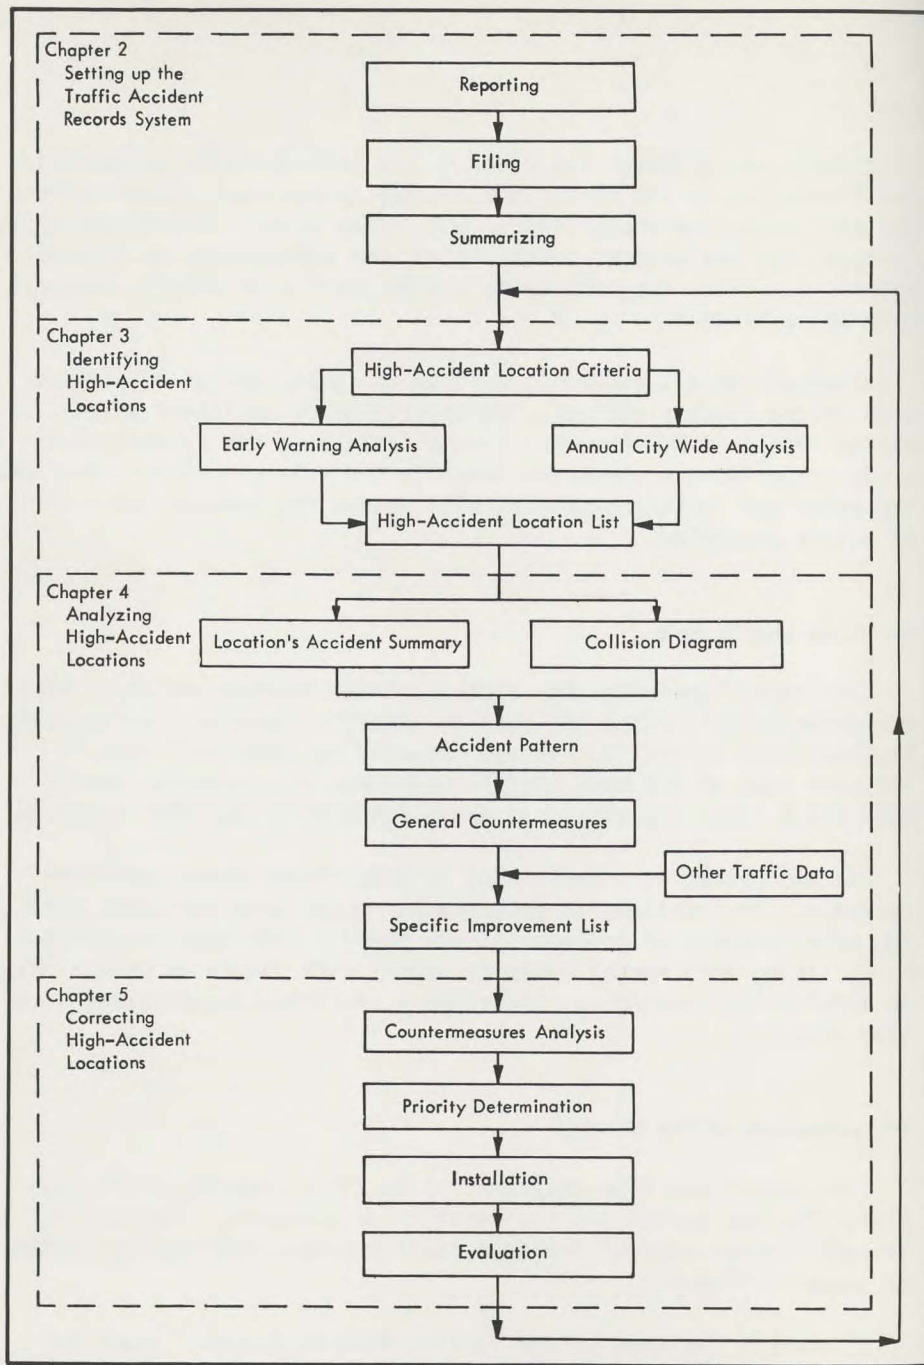 Chapter 2
Setting up the
Traffic Accident
Records System
Reporting
Filing
Summarizing
Chapter 3
Identifying
High-Accident
Locations
High-Accident Location Criteria
Early Warning Analysis
Annual City Wide Analysis
High-Accident Location List
Chapter 4
Analyzing
High-Accident
Locations
Location's Accident Summary
Collision Diagram
Accident Pattern
General Countermeasures
Other Traffic Data
Specific Improvement List
Chapter 5
Correcting
High-Accident
Locations
Countermeasures Analysis
Priority Determination
Installation
Evaluation